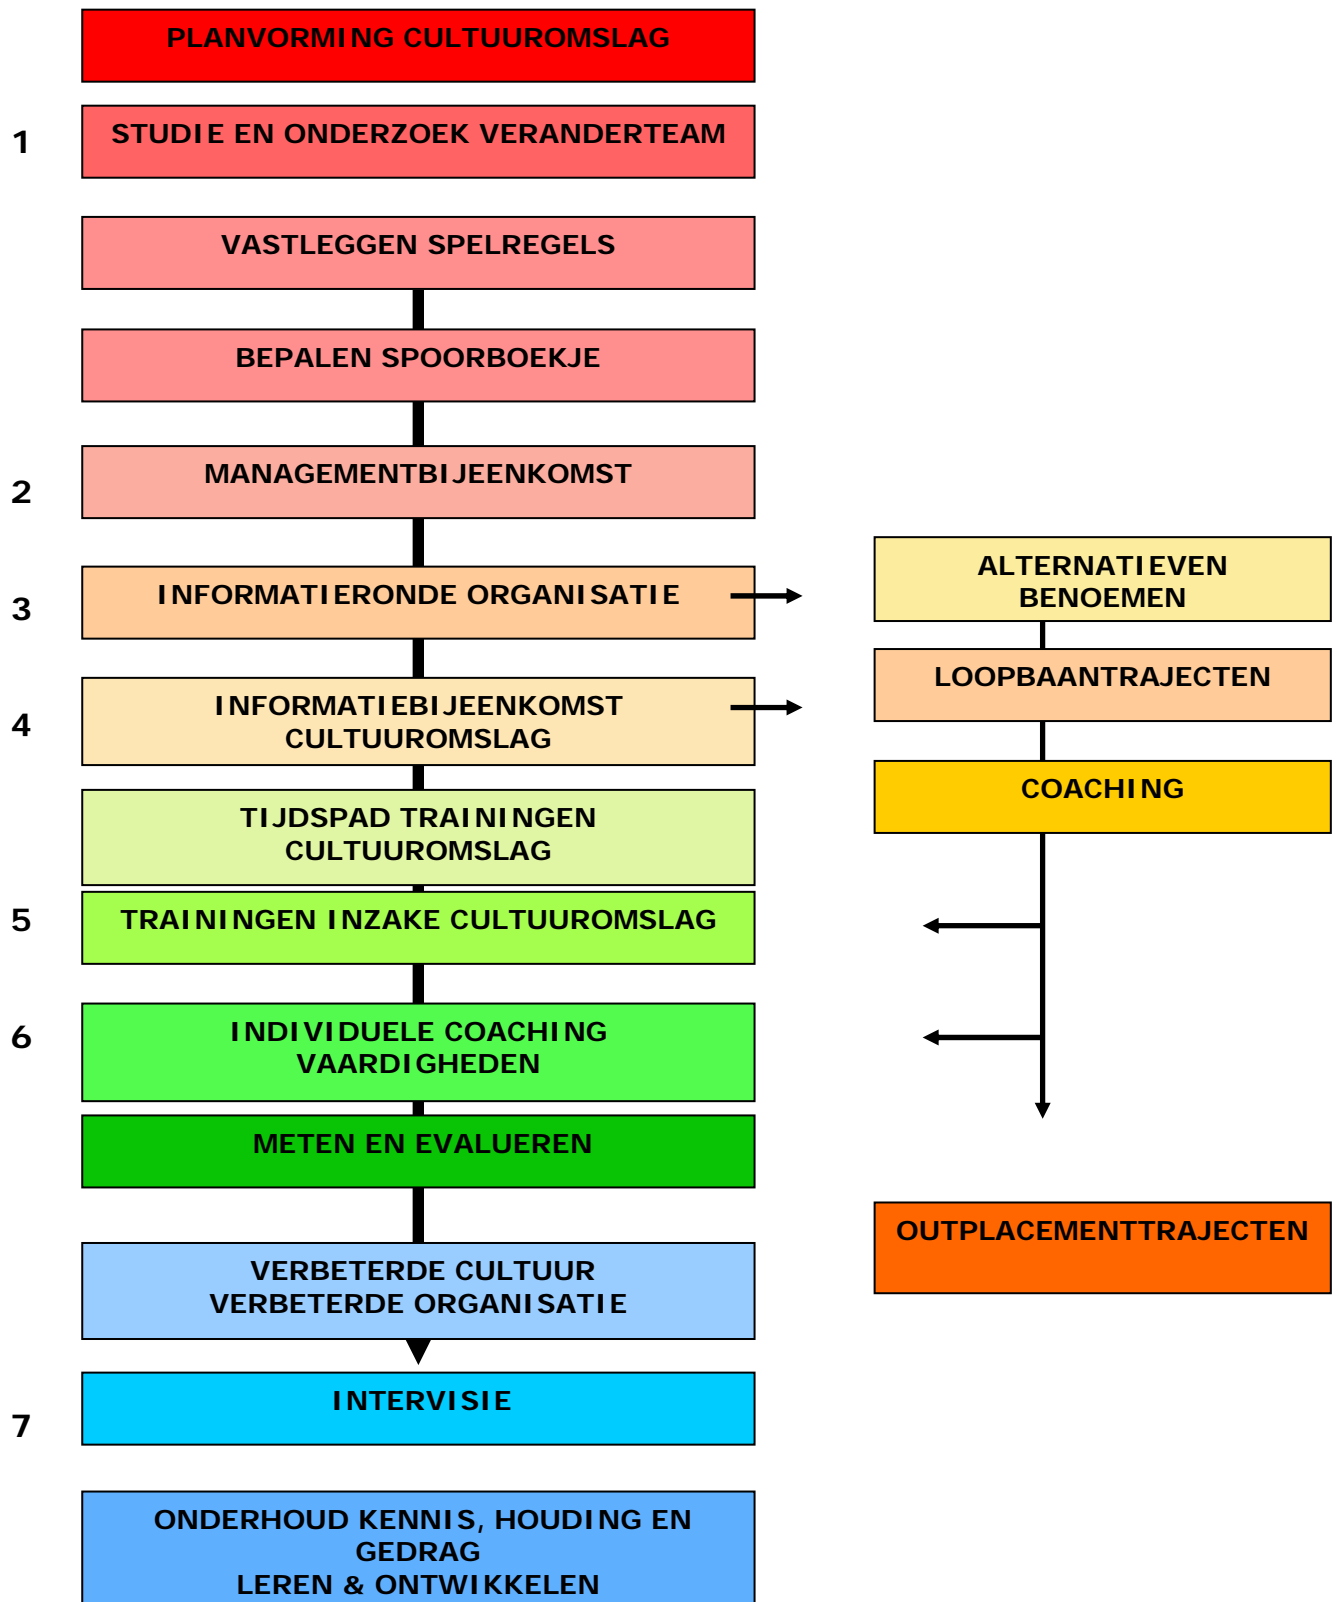 PLANVORMING CULTUUROMSLAG
1
STUDIE EN ONDERZOEK VERANDERTEAM
VASTLEGGEN SPELREGELS
BEPALEN SPOORBOEKJE
2
MANAGEMENTBIJEENKOMST
3
INFORMATIERONDE ORGANISATIE
4
INFORMATIEBIJEENKOMST
CULTUUROMSLAG
TIJDSPAD TRAININGEN
CULTUUROMSLAG
5
TRAININGEN INZAKE CULTUUROMSLAG
6
INDIVIDUELE COACHING
VAARDIGHEDEN
METEN EN EVALUEREN
VERBETERDE CULTUUR
VERBETERDE ORGANISATIE
7
INTERVISIE
ONDERHOUD KENNIS, HOUDING EN
GEDRAG
LEREN & ONTWIKKELEN
ALTERNATIEVEN
BENOEMEN
LOOPBAANTRAJECTEN
COACHING
OUTPLACEMENTTRAJECTEN